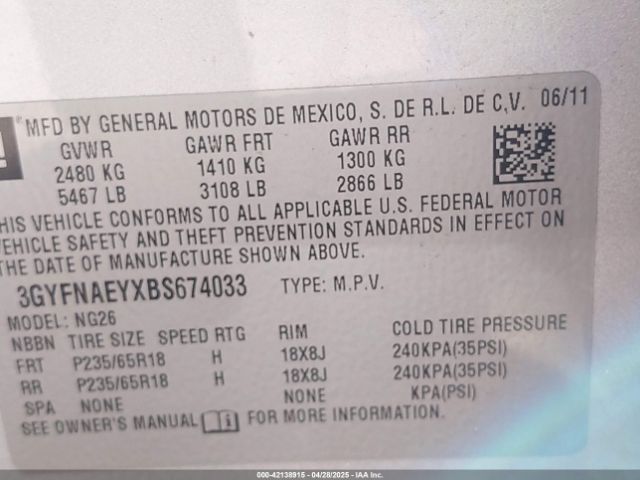 MFD BY GENERAL MOTORS DE MEXICO, S. DE R.L. DE C.V. 06/11
GVWR GAWR FRT GAWR RR
2480 KG 1410 KG 1300 KG
5467 LB 3108 LB 2866 LB
THIS VEHICLE CONFORMS TO ALL APPLICABLE U.S. FEDERAL MOTOR
VEHICLE SAFETY AND THEFT PREVENTION STANDARDS IN EFFECT ON
THE DATE OF MANUFACTURE SHOWN ABOVE.
3GYFNAEYXBS674033 TYPE: M.P.V.
MODEL: NG26
NBBN TIRE SIZE SPEED RTG RIM COLD TIRE PRESSURE
FRT P235/65R18 H 18X8J 240KPA(35PSI)
RR P235/65R18 H 18X8J 240KPA(35PSI)
SPA NONE NONE KPA(PSI)
SEE OWNER'S MANUAL FOR MORE INFORMATION.
000-42138915 - 04/28/2025 - IAA Inc.